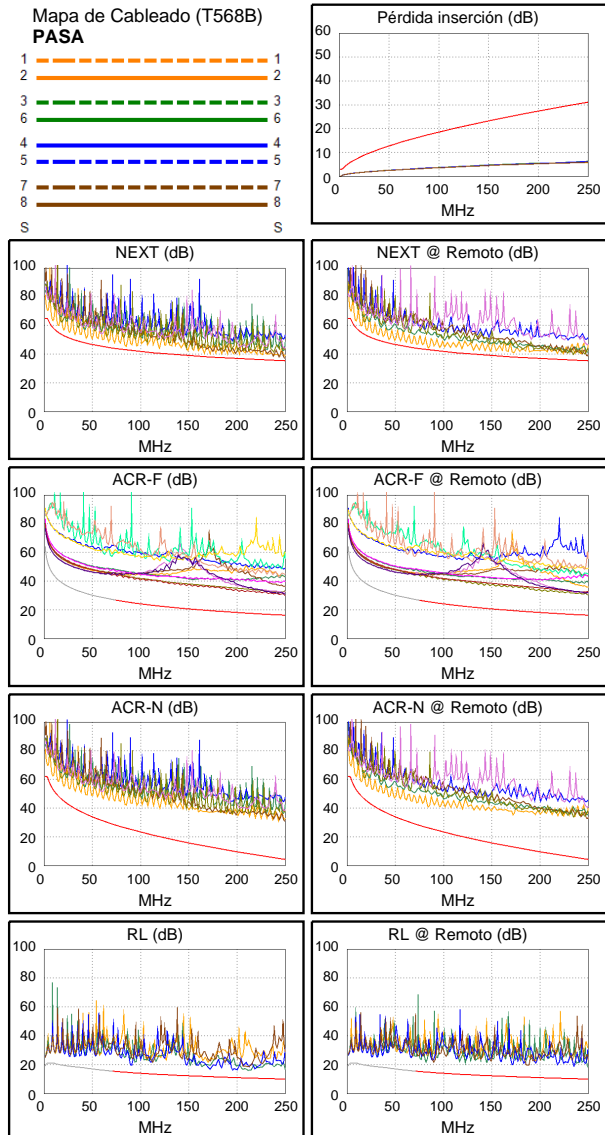 Mapa de Cableado (T568B)
PASA
1 1
2 2
3 3
6 6
4 4
5 5
7 7
8 8
S S
Pérdida inserción (dB)
60
50
40
30
20
10
0
0 50 100 150 200 250
MHz
NEXT (dB)
100
80
60
40
20
0
0 50 100 150 200 250
MHz
NEXT @ Remoto (dB)
100
80
60
40
20
0
0 50 100 150 200 250
MHz
ACR-F (dB)
100
80
60
40
20
0
0 50 100 150 200 250
MHz
ACR-F @ Remoto (dB)
100
80
60
40
20
0
0 50 100 150 200 250
MHz
ACR-N (dB)
100
80
60
40
20
0
0 50 100 150 200 250
MHz
ACR-N @ Remoto (dB)
100
80
60
40
20
0
0 50 100 150 200 250
MHz
RL (dB)
100
80
60
40
20
0
0 50 100 150 200 250
MHz
RL @ Remoto (dB)
100
80
60
40
20
0
0 50 100 150 200 250
MHz